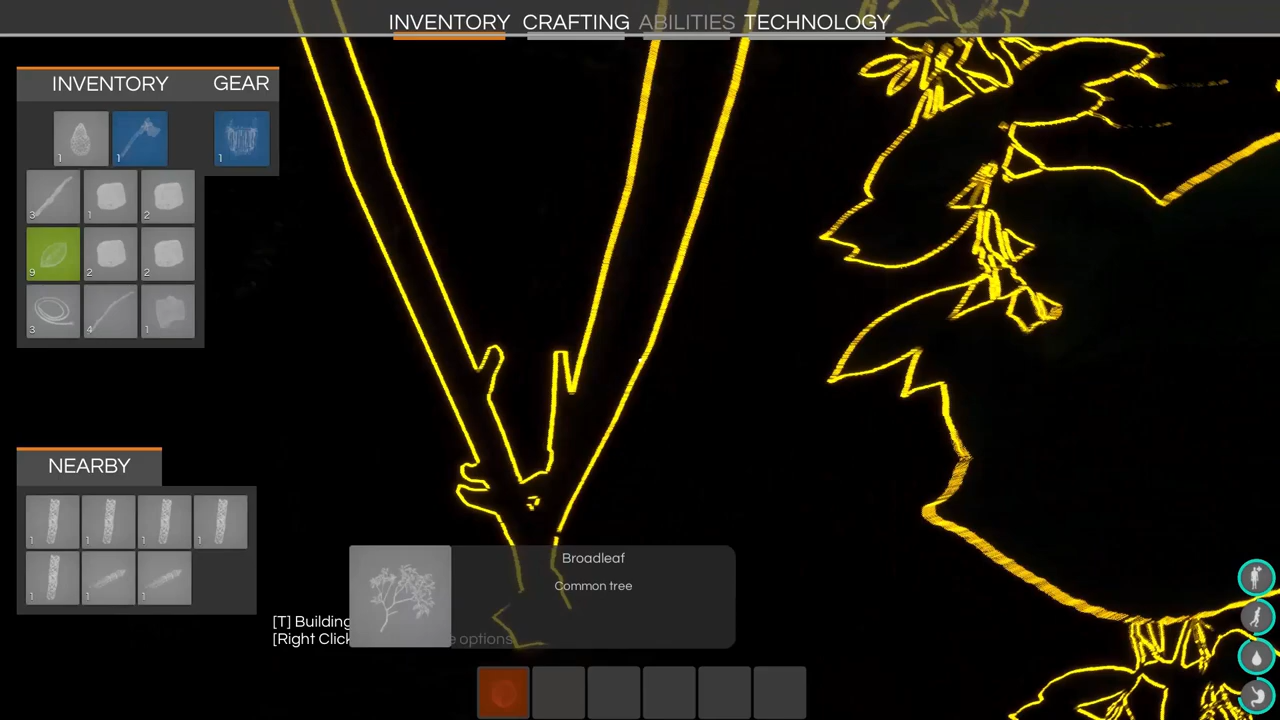 INVENTORY CRAFTING ABILITIES TECHNOLOGY
INVENTORY GEAR
1 1 1
3 1 2
9 2 2
3 4 1
NEARBY
1 1 1 1
1 1 1
Broadleaf
Common tree
[T] Building
[Right Click options